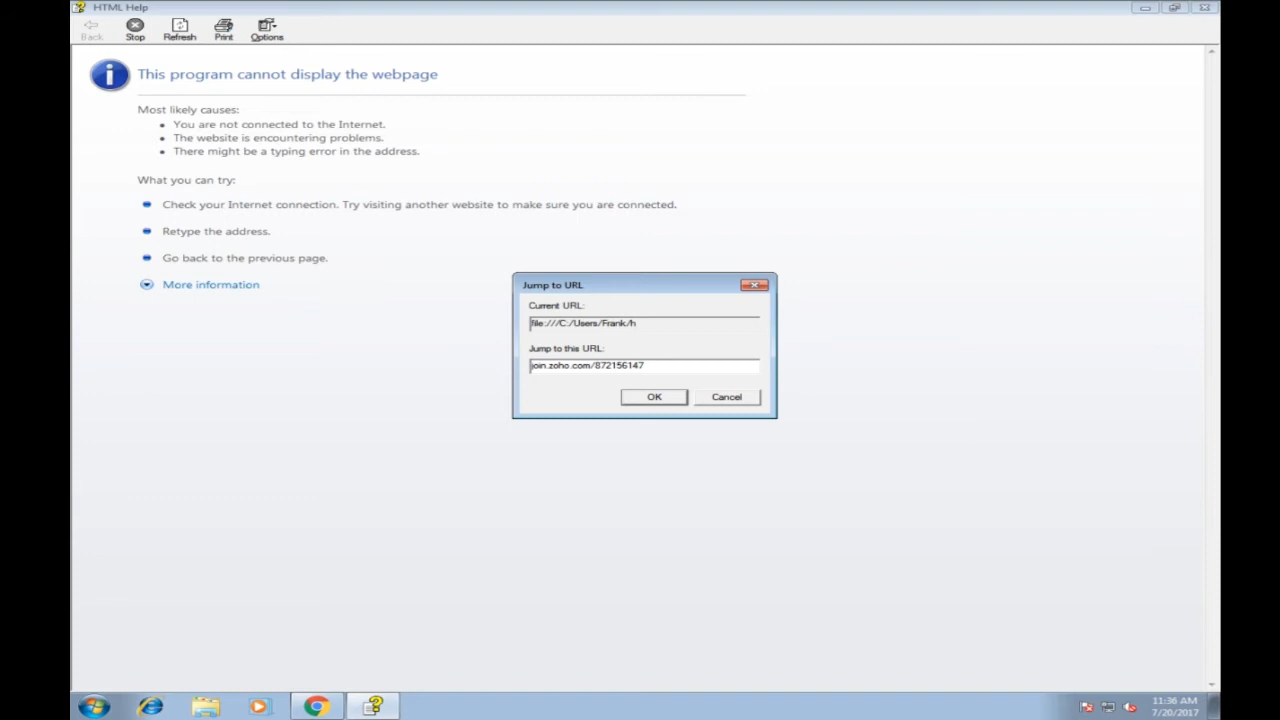 HTML Help
Back
Stop
Refresh
Print
Options
This program cannot display the webpage
Most likely causes:
You are not connected to the Internet.
The website is encountering problems.
There might be a typing error in the address.
What you can try:
Check your Internet connection. Try visiting another website to make sure you are connected.
Retype the address.
Go back to the previous page.
More information
Jump to URL
Current URL:
file:///C:/Users/Frank/h
Jump to this URL:
join.zoho.com/872156147
OK
Cancel
11:36 AM
7/20/2017